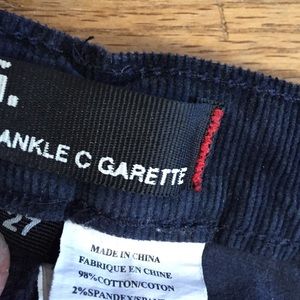 ANKLE C GARETTE
27
MADE IN CHINA
FABRIQUE EN CHINE
98% COTTON/COTON